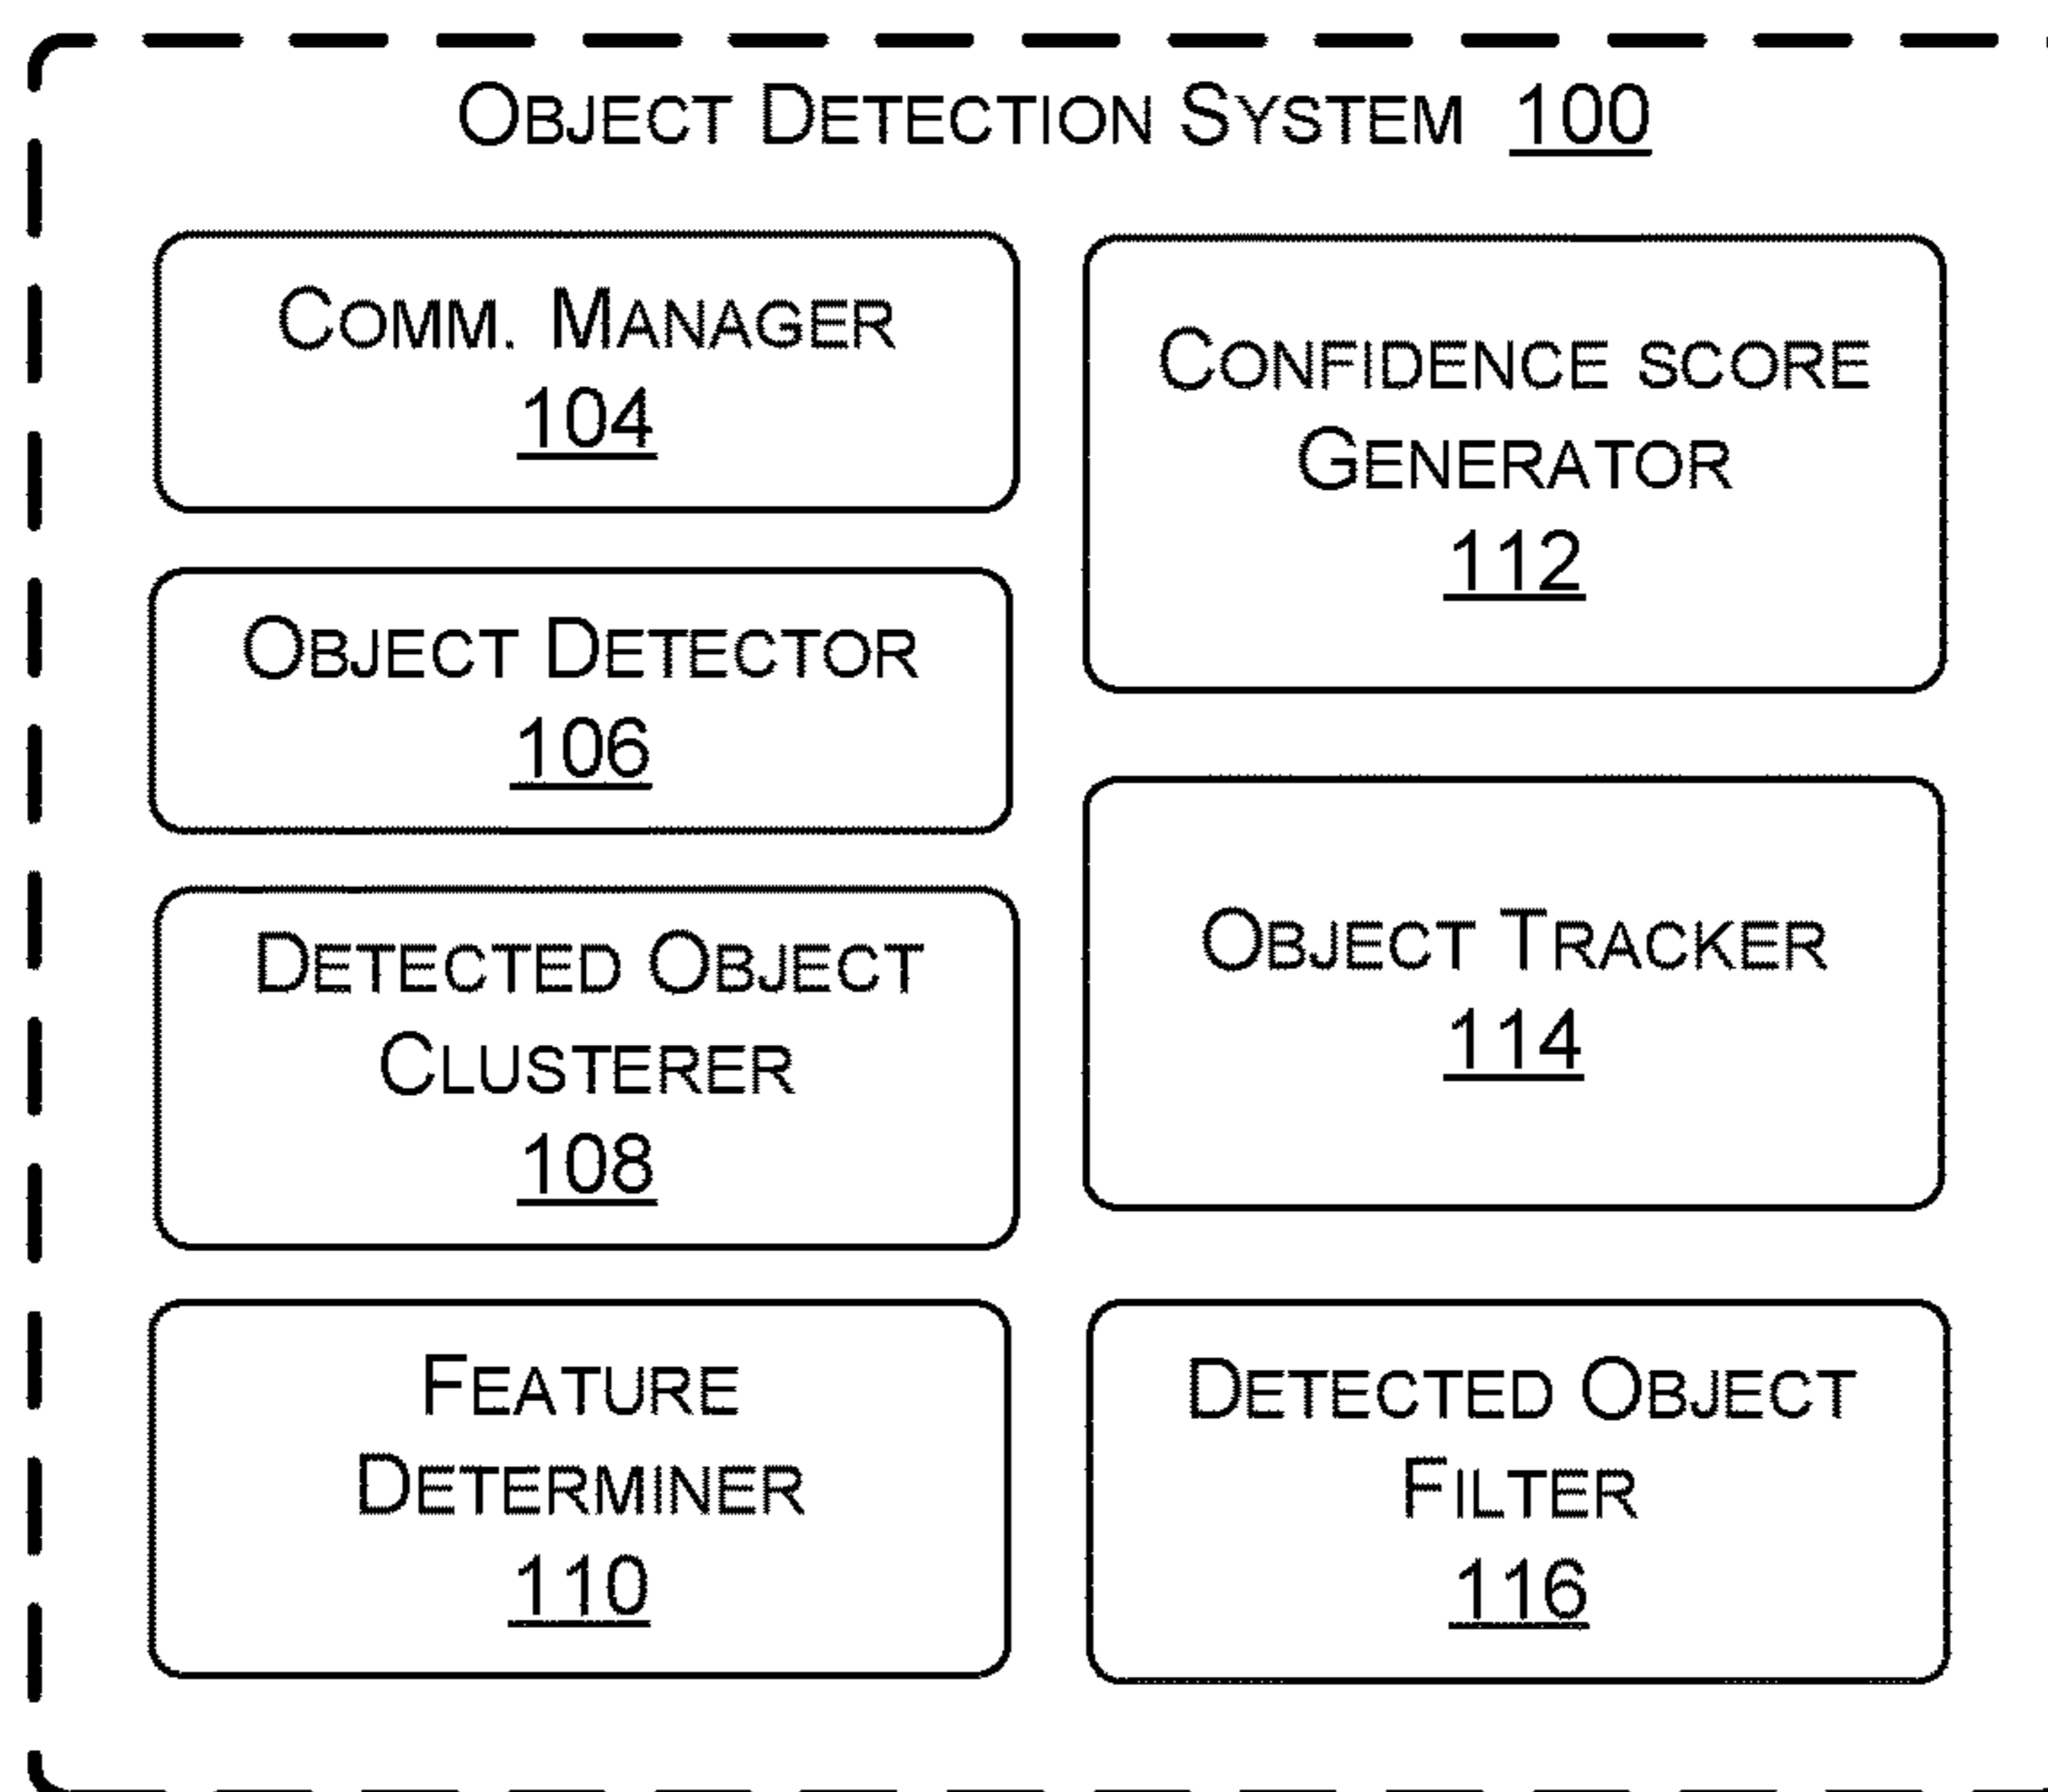 OBJECT DETECTION SYSTEM 100
COMM. MANAGER
104
OBJECT DETECTOR
106
DETECTED OBJECT
CLUSTERER
108
FEATURE
DETERMINER
110
CONFIDENCE SCORE
GENERATOR
112
OBJECT TRACKER
114
DETECTED OBJECT
FILTER
116